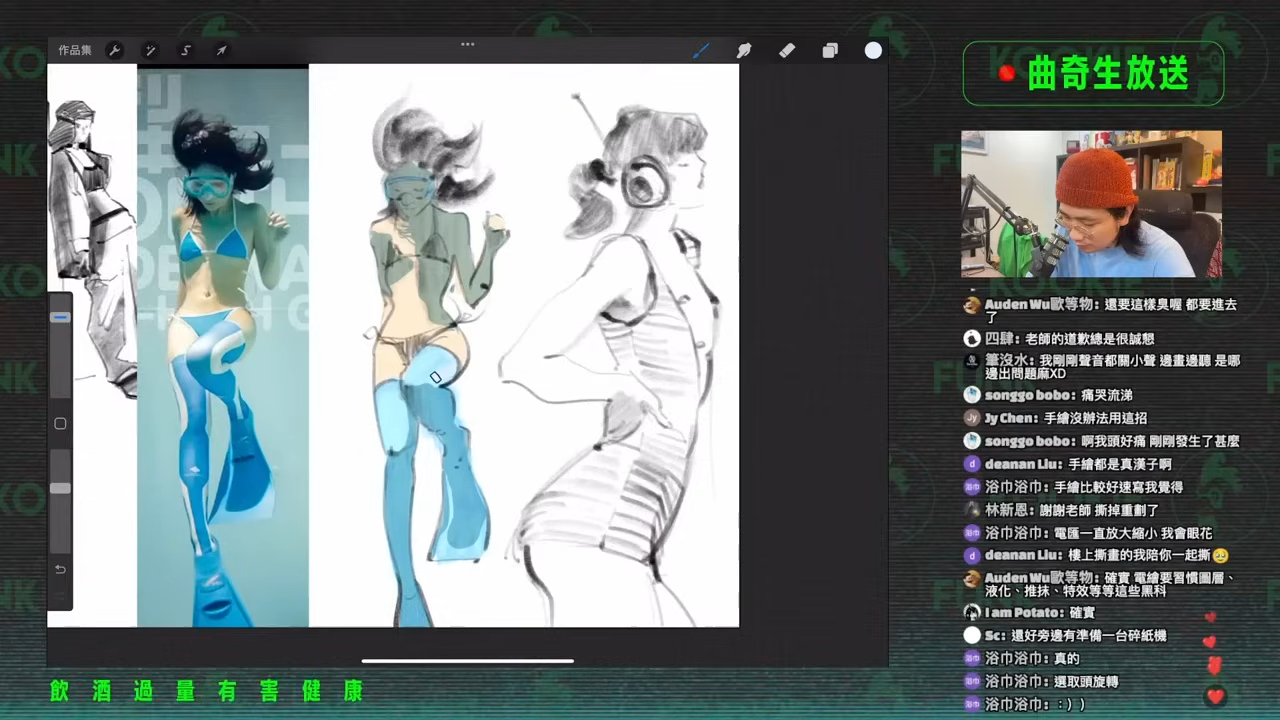 作品集
曲奇生放送
Auden Wu歐等物: 還要這樣臭喔 都要進去
了
四肆: 老師的道歉總是很誠懇
筆沒水: 我剛剛聲音都關小聲 邊畫邊聽 是哪
邊出問題麻XD
songgo bobo: 痛哭流涕
Jy
Jy Chen: 手繪沒辦法用這招
songgo bobo: 啊我頭好痛 剛剛發生了甚麼
d
deanan Liu: 手繪都是真漢子啊
浴巾浴巾: 手繪比較好速寫我覺得
林新恩: 謝謝老師 撕掉重劃了
浴巾浴巾: 電匯一直放大縮小 我會眼花
d
deanan Liu: 樓上撕畫的我陪你一起撕🥹
Auden Wu歐等物: 確實 電繪要習慣圖層、
液化、推抹、特效等等這些黑科
I am Potato: 確實
Sc: 還好旁邊有準備一台碎紙機
浴巾浴巾: 真的
浴巾浴巾: 選取頭旋轉
浴巾浴巾: : ) )
飲酒過量有害健康